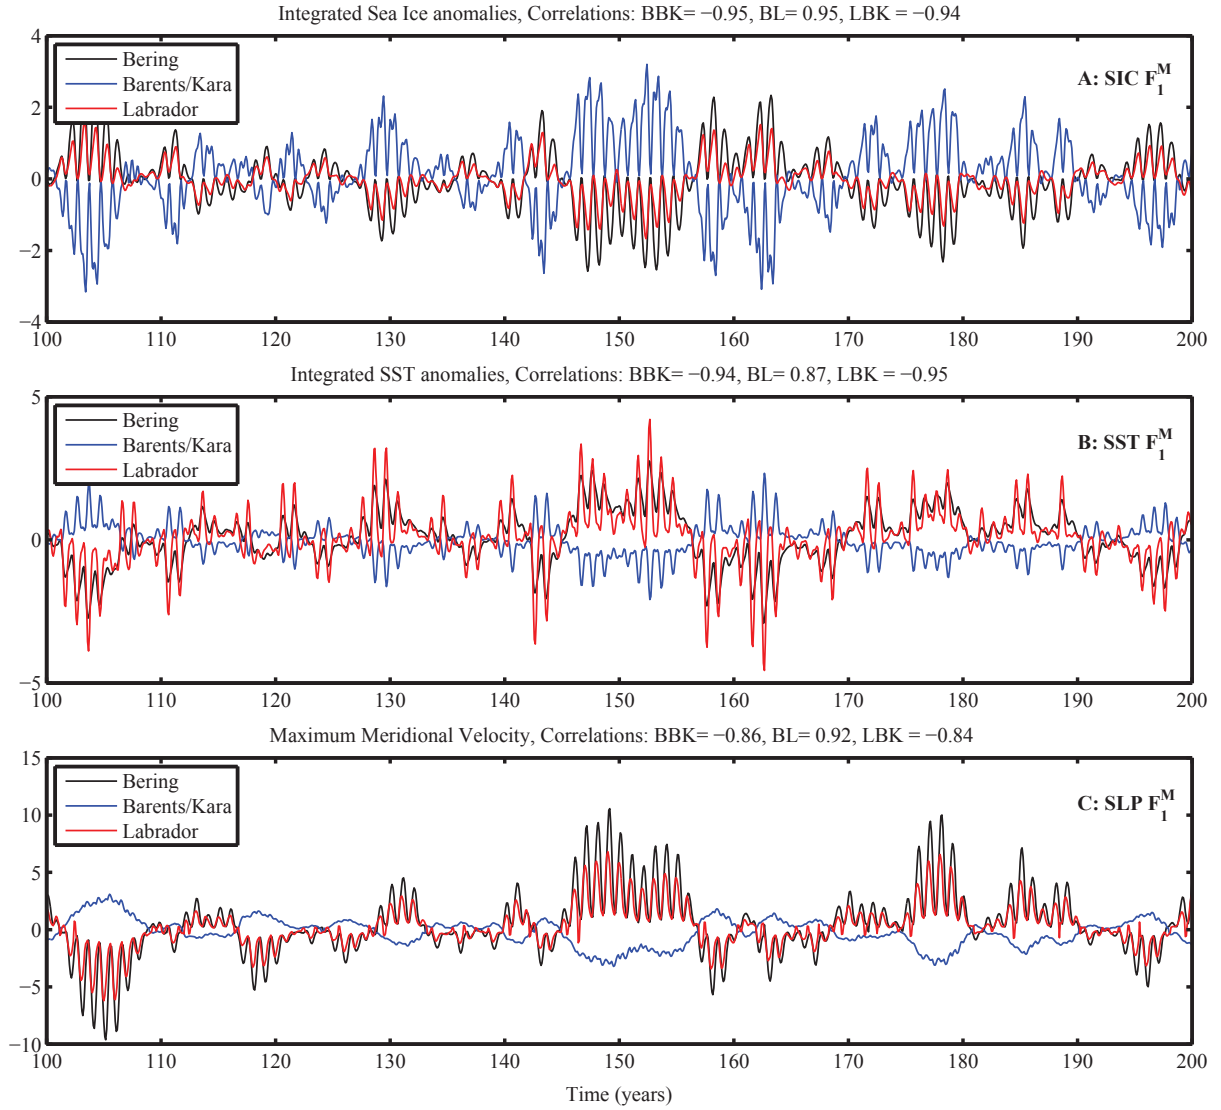 Integrated Sea Ice anomalies, Correlations: BBK= −0.95, BL= 0.95, LBK = −0.94
4
2
0
−2
−4
Bering
Barents/Kara
Labrador
A: SIC F₁ᴹ
100 110 120 130 140 150 160 170 180 190 200
Integrated SST anomalies, Correlations: BBK= −0.94, BL= 0.87, LBK = −0.95
5
0
−5
Bering
Barents/Kara
Labrador
B: SST F₁ᴹ
100 110 120 130 140 150 160 170 180 190 200
Maximum Meridional Velocity, Correlations: BBK= −0.86, BL= 0.92, LBK = −0.84
15
10
5
0
−5
−10
Bering
Barents/Kara
Labrador
C: SLP F₁ᴹ
100 110 120 130 140 150 160 170 180 190 200
Time (years)